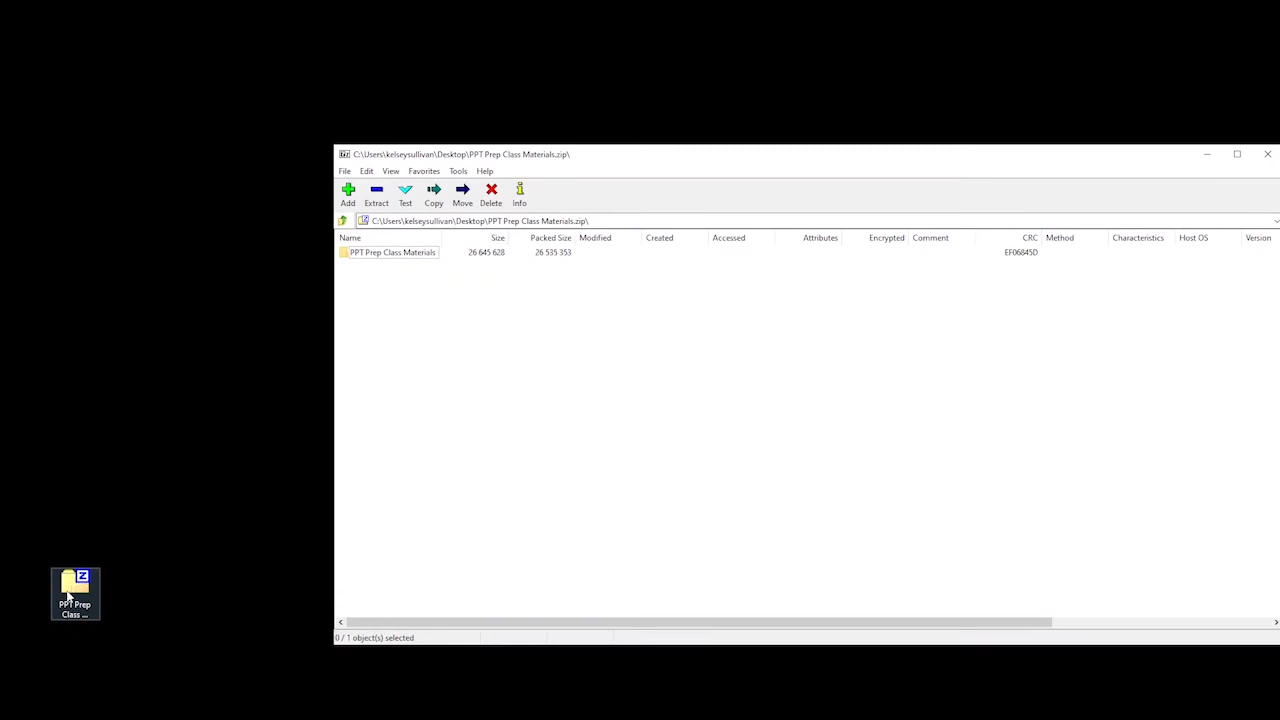 C:\Users\kelseysullivan\Desktop\PPT Prep Class Materials.zip\
File Edit View Favorites Tools Help
Add Extract Test Copy Move Delete Info
C:\Users\kelseysullivan\Desktop\PPT Prep Class Materials.zip\
Name Size Packed Size Modified Created Accessed Attributes Encrypted Comment CRC Method Characteristics Host OS Version
PPT Prep Class Materials 26 645 628 26 535 353 EF06845D
Z
PPT Prep
Class ...
0 / 1 object(s) selected